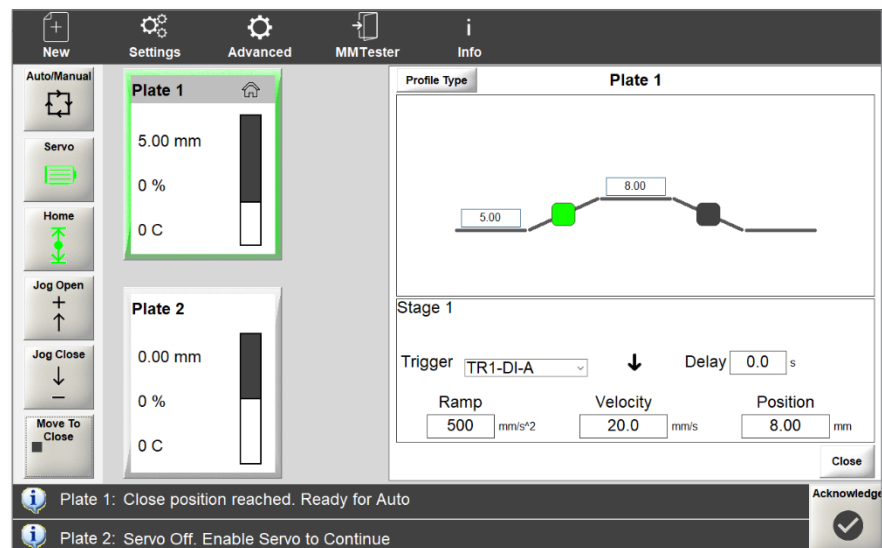 New Settings Advanced MMTester Info
Auto/Manual
Servo
Home
Jog Open
Jog Close
Move To
Close
Plate 1
5.00 mm
0 %
0 C
Plate 2
0.00 mm
0 %
0 C
Profile Type
Plate 1
5.00
8.00
Stage 1
Trigger TR1-DI-A Delay 0.0 s
Ramp Velocity Position
500 mm/s^2 20.0 mm/s 8.00 mm
Close
Plate 1: Close position reached. Ready for Auto
Plate 2: Servo Off. Enable Servo to Continue
Acknowledge